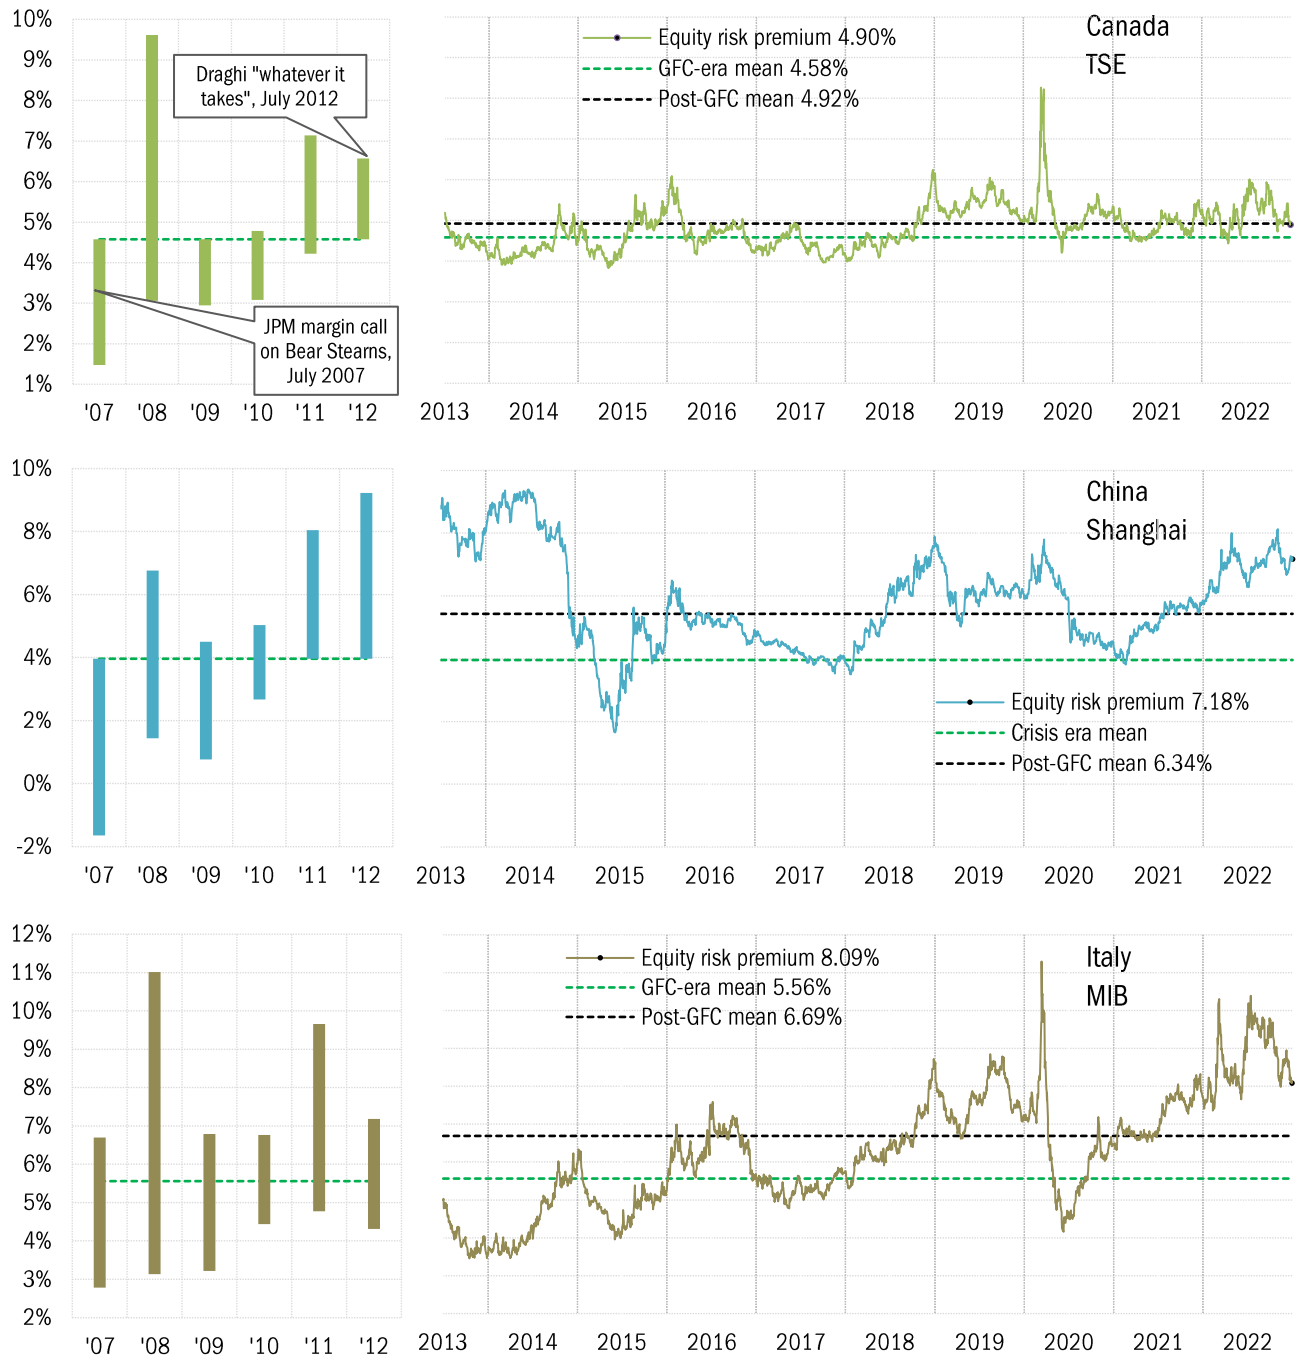 10%
9%
8%
7%
6%
5%
4%
3%
2%
1%
Draghi "whatever it
takes", July 2012
JPM margin call
on Bear Stearns,
July 2007
'07 '08 '09 '10 '11 '12
Equity risk premium 4.90%
GFC-era mean 4.58%
Post-GFC mean 4.92%
Canada
TSE
2013 2014 2015 2016 2017 2018 2019 2020 2021 2022
10%
8%
6%
4%
2%
0%
-2%
'07 '08 '09 '10 '11 '12
China
Shanghai
Equity risk premium 7.18%
Crisis era mean
Post-GFC mean 6.34%
2013 2014 2015 2016 2017 2018 2019 2020 2021 2022
12%
11%
10%
9%
8%
7%
6%
5%
4%
3%
2%
'07 '08 '09 '10 '11 '12
Equity risk premium 8.09%
GFC-era mean 5.56%
Post-GFC mean 6.69%
Italy
MIB
2013 2014 2015 2016 2017 2018 2019 2020 2021 2022